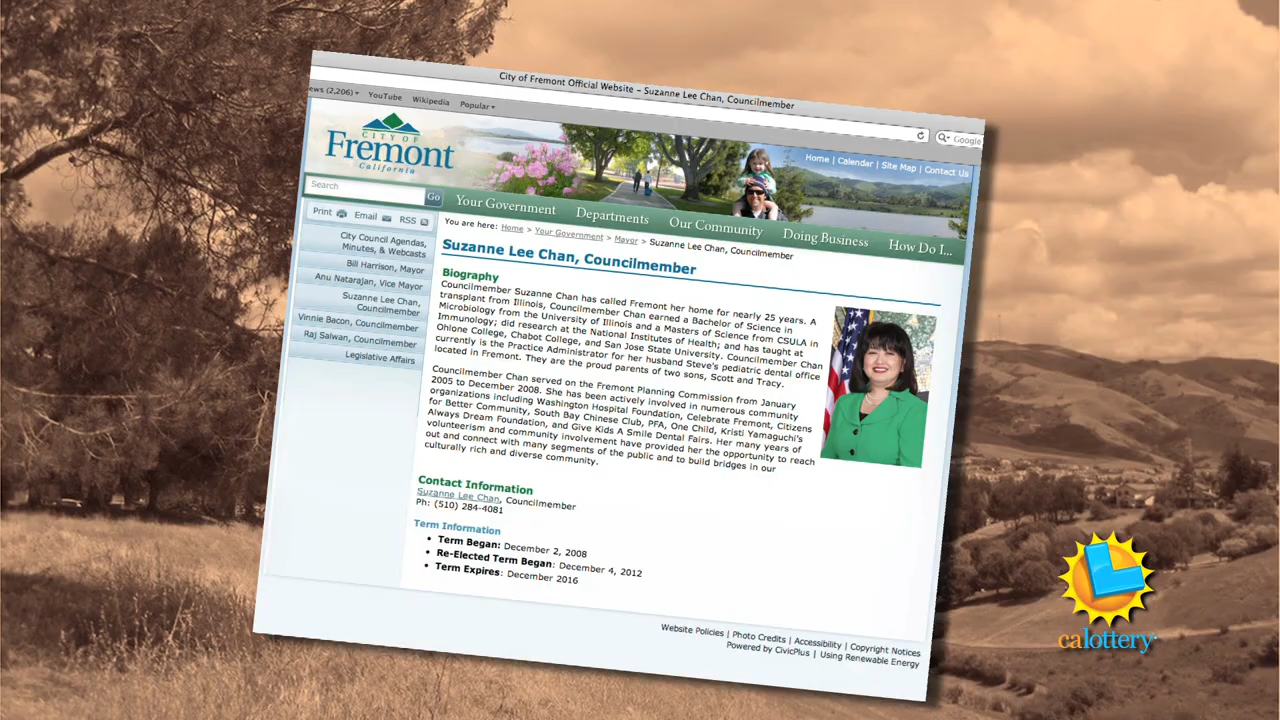 City of Fremont Official Website – Suzanne Lee Chan, Councilmember
ews (2,206) YouTube Wikipedia Popular
Google
CITY OF
Fremont
California
Home | Calendar | Site Map | Contact Us
Search
Go
Your Government Departments Our Community Doing Business How Do I...
Print Email RSS
City Council Agendas,
Minutes, & Webcasts
Bill Harrison, Mayor
Anu Natarajan, Vice Mayor
Suzanne Lee Chan,
Councilmember
Vinnie Bacon, Councilmember
Raj Salwan, Councilmember
Legislative Affairs
You are here: Home > Your Government > Mayor > Suzanne Lee Chan, Councilmember
Suzanne Lee Chan, Councilmember
Biography
Councilmember Suzanne Chan has called Fremont her home for nearly 25 years. A
transplant from Illinois, Councilmember Chan earned a Bachelor of Science in
Microbiology from the University of Illinois and a Masters of Science from CSULA in
Immunology; did research at the National Institutes of Health; and has taught at
Ohlone College, Chabot College, and San Jose State University. Councilmember Chan
currently is the Practice Administrator for her husband Steve's pediatric dental office
located in Fremont. They are the proud parents of two sons, Scott and Tracy.
Councilmember Chan served on the Fremont Planning Commission from January
2005 to December 2008. She has been actively involved in numerous community
organizations including Washington Hospital Foundation, Celebrate Fremont, Citizens
for Better Community, South Bay Chinese Club, PFA, One Child, Kristi Yamaguchi's
Always Dream Foundation, and Give Kids A Smile Dental Fairs. Her many years of
volunteerism and community involvement have provided her the opportunity to reach
out and connect with many segments of the public and to build bridges in our
culturally rich and diverse community.
Contact Information
Suzanne Lee Chan, Councilmember
Ph: (510) 284-4081
Term Information
• Term Began: December 2, 2008
• Re-Elected Term Began: December 4, 2012
• Term Expires: December 2016
Website Policies | Photo Credits | Accessibility | Copyright Notices
Powered by CivicPlus | Using Renewable Energy
calottery